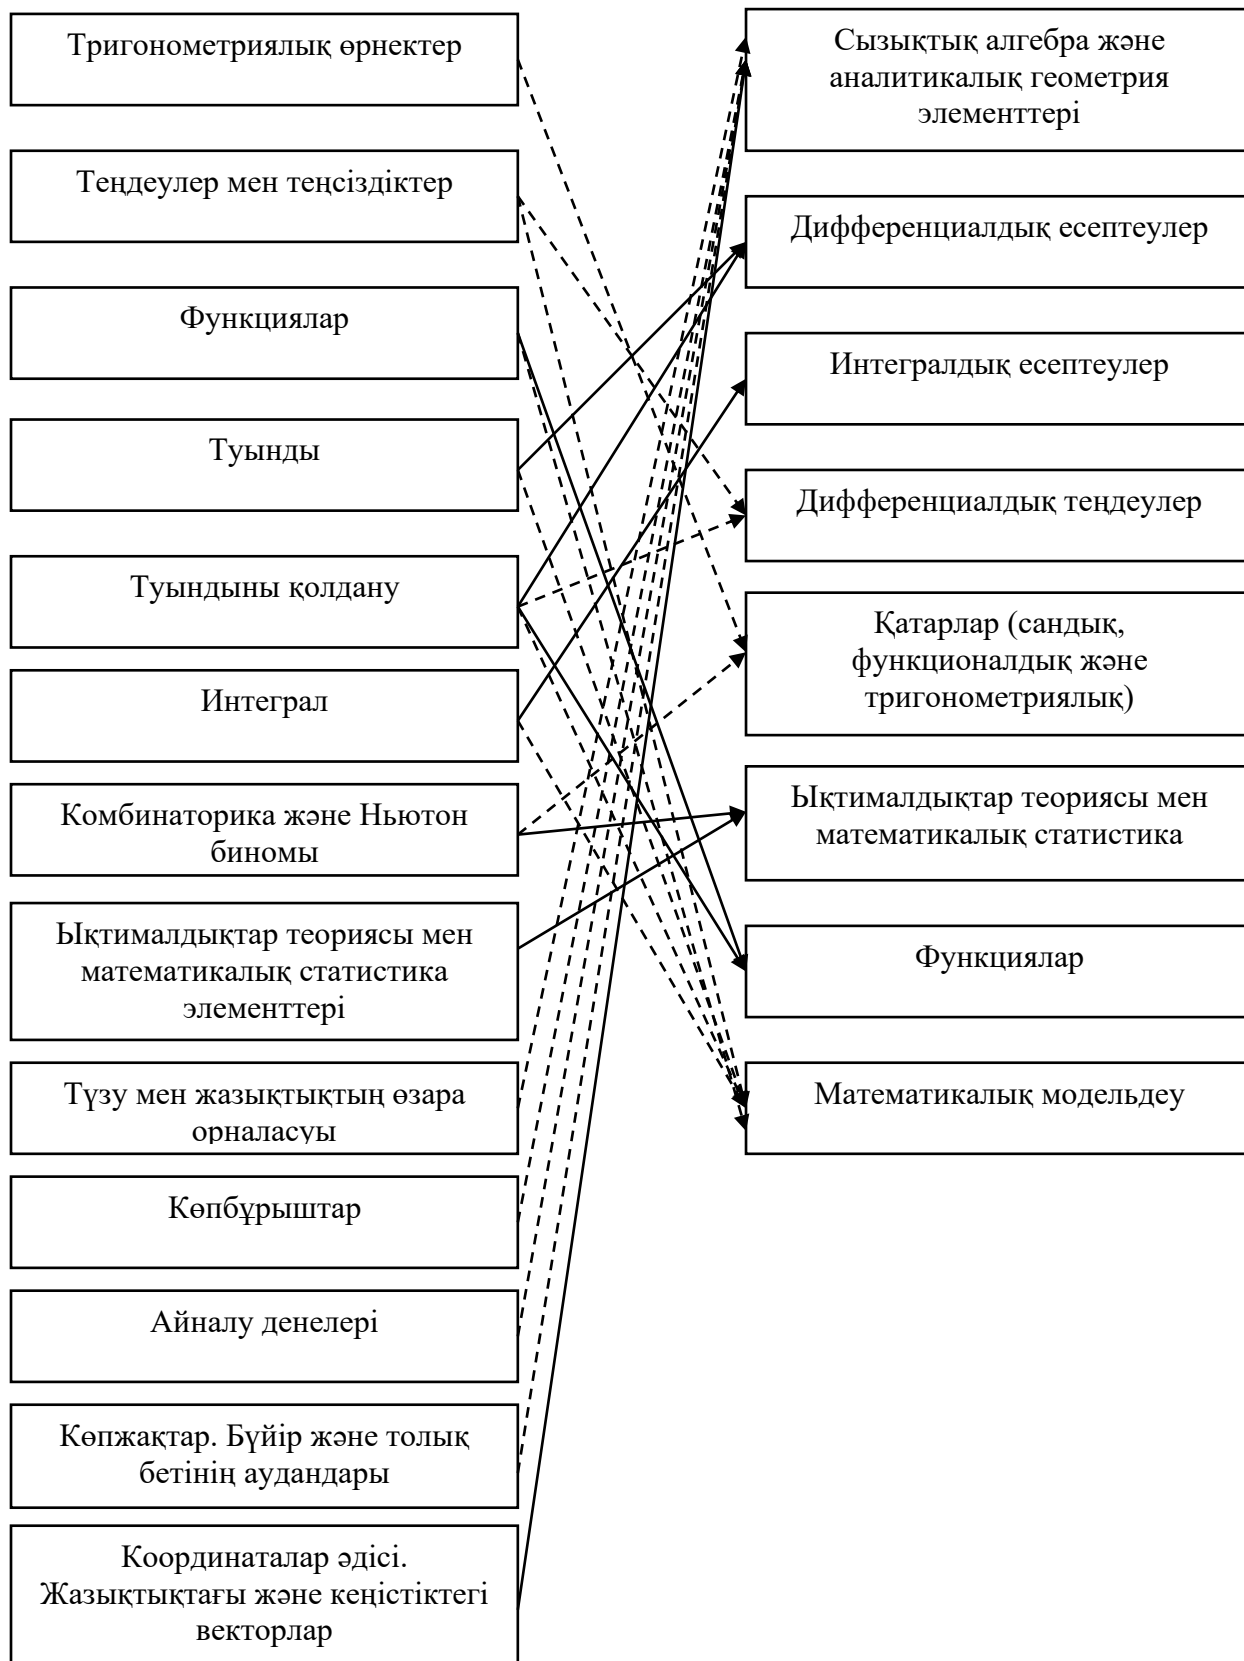 Тригонометриялық өрнектер
Теңдеулер мен теңсіздіктер
Функциялар
Туынды
Туындыны қолдану
Интеграл
Комбинаторика және Ньютон
биномы
Ықтималдықтар теориясы мен
математикалық статистика
элементтері
Түзу мен жазықтықтың өзара
орналасуы
Көпбұрыштар
Айналу денелері
Көпжақтар. Бүйір және толық
бетінің аудандары
Координаталар әдісі.
Жазықтықтағы және кеңістіктегі
векторлар
Сызықтық алгебра және
аналитикалық геометрия
элементтері
Дифференциалдық есептеулер
Интегралдық есептеулер
Дифференциалдық теңдеулер
Қатарлар (сандық,
функционалдық және
тригонометриялық)
Ықтималдықтар теориясы мен
математикалық статистика
Функциялар
Математикалық модельдеу